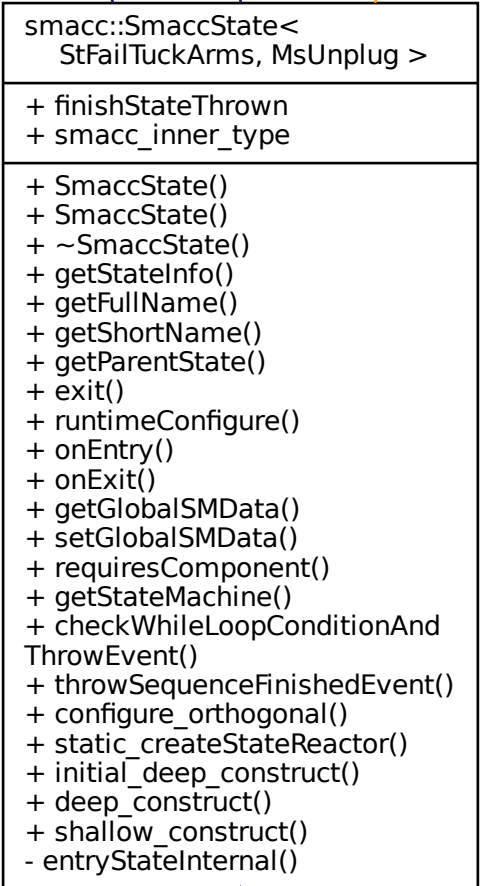 smacc::SmaccState<
StFailTuckArms, MsUnplug >
+ finishStateThrown
+ smacc_inner_type
+ SmaccState()
+ SmaccState()
+ ~SmaccState()
+ getStateInfo()
+ getFullName()
+ getShortName()
+ getParentState()
+ exit()
+ runtimeConfigure()
+ onEntry()
+ onExit()
+ getGlobalSMData()
+ setGlobalSMData()
+ requiresComponent()
+ getStateMachine()
+ checkWhileLoopConditionAnd
ThrowEvent()
+ throwSequenceFinishedEvent()
+ configure_orthogonal()
+ static_createStateReactor()
+ initial_deep_construct()
+ deep_construct()
+ shallow_construct()
- entryStateInternal()